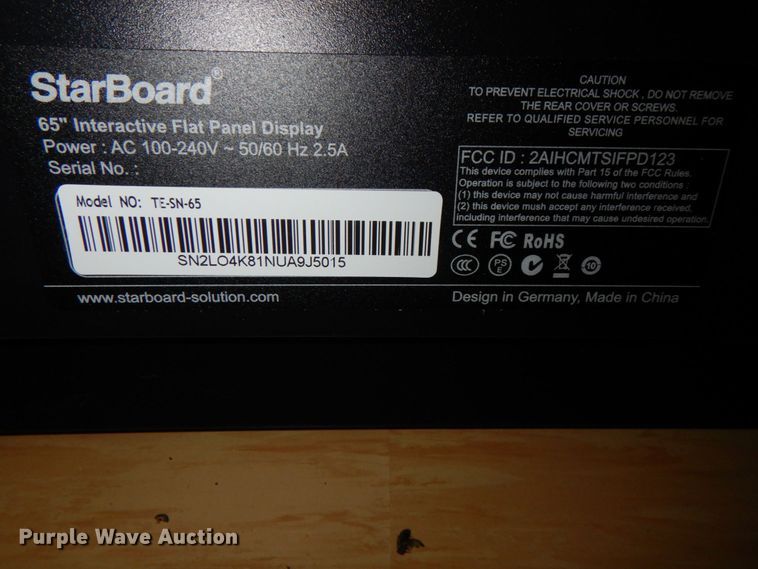 StarBoard®
65" Interactive Flat Panel Display
Power : AC 100-240V ~ 50/60 Hz 2.5A
Serial No. :
Model NO: TE-SN-65
SN2LO4K81NUA9J5015
www.starboard-solution.com
CAUTION
TO PREVENT ELECTRICAL SHOCK , DO NOT REMOVE
THE REAR COVER OR SCREWS.
REFER TO QUALIFIED SERVICE PERSONNEL FOR
SERVICING
FCC ID : 2AIHCMTSIFPD123
This device complies with Part 15 of the FCC Rules.
Operation is subject to the following two conditions :
(1) this device may not cause harmful interference and
(2) this device must accept any interference received,
including interference that may cause undesired operation.
CE FC RoHS
CCC PSE 10
Design in Germany, Made in China
Purple Wave Auction